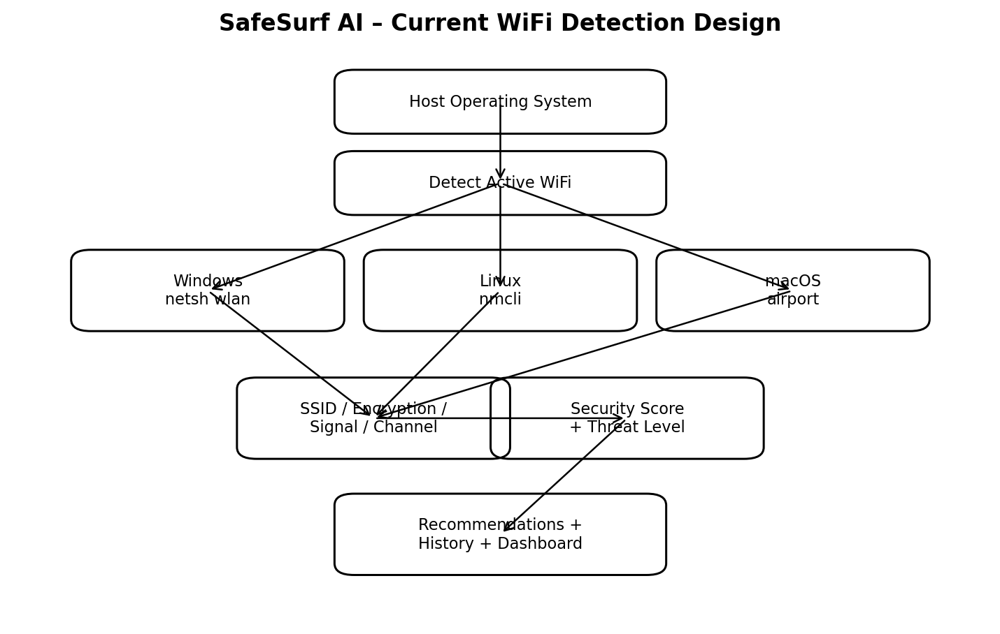 SafeSurf AI – Current WiFi Detection Design
Host Operating System
Detect Active WiFi
Windows
netsh wlan
Linux
nmcli
macOS
airport
SSID / Encryption /
Signal / Channel
Security Score
+ Threat Level
Recommendations +
History + Dashboard